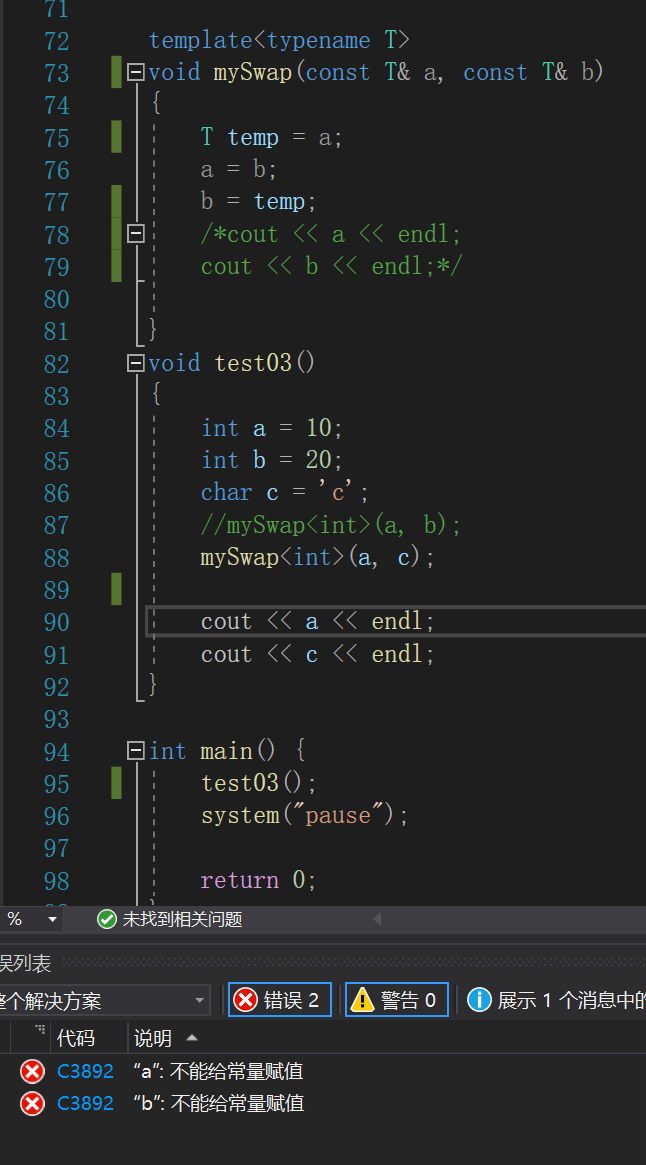 71
72 template<typename T>
73 void mySwap(const T& a, const T& b)
74 {
75 T temp = a;
76 a = b;
77 b = temp;
78 /*cout << a << endl;
79 cout << b << endl;*/
80
81 }
82 void test03()
83 {
84 int a = 10;
85 int b = 20;
86 char c = 'c';
87 //mySwap<int>(a, b);
88 mySwap<int>(a, c);
89
90 cout << a << endl;
91 cout << c << endl;
92 }
93
94 int main() {
95 test03();
96 system("pause");
97
98 return 0;
% 未找到相关问题
误列表
整个解决方案 错误 2 警告 0 展示 1 个消息中的
代码 说明
C3892 “a”: 不能给常量赋值
C3892 “b”: 不能给常量赋值